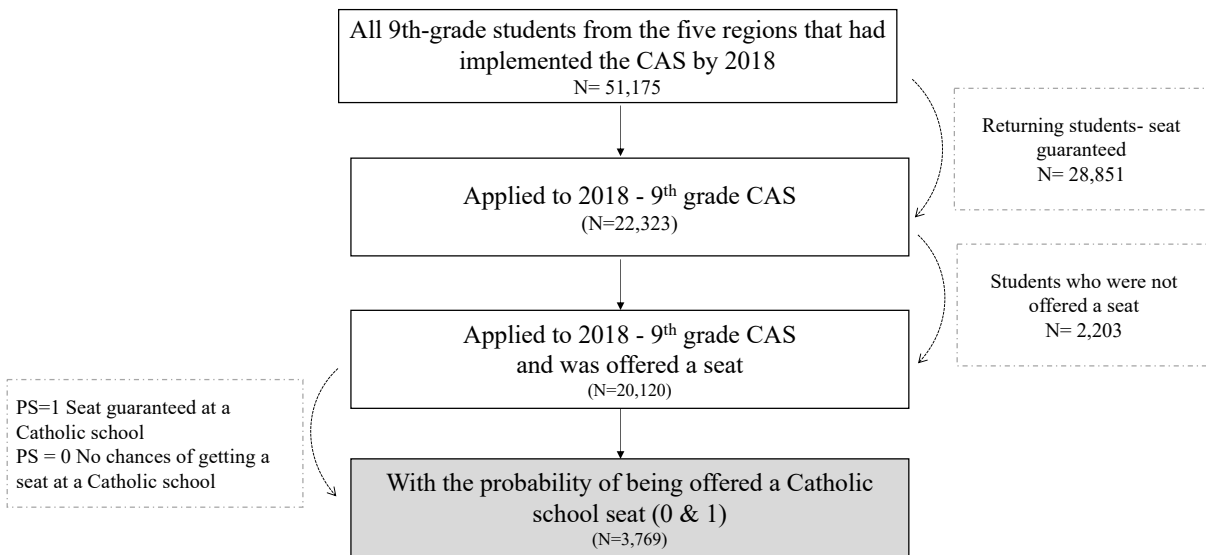 All 9th-grade students from the five regions that had
implemented the CAS by 2018
N= 51,175
Returning students- seat
guaranteed
N= 28,851
Applied to 2018 - 9th grade CAS
(N=22,323)
Students who were not
offered a seat
N= 2,203
Applied to 2018 - 9th grade CAS
and was offered a seat
(N=20,120)
PS=1 Seat guaranteed at a
Catholic school
PS = 0 No chances of getting a
seat at a Catholic school
With the probability of being offered a Catholic
school seat (0 & 1)
(N=3,769)